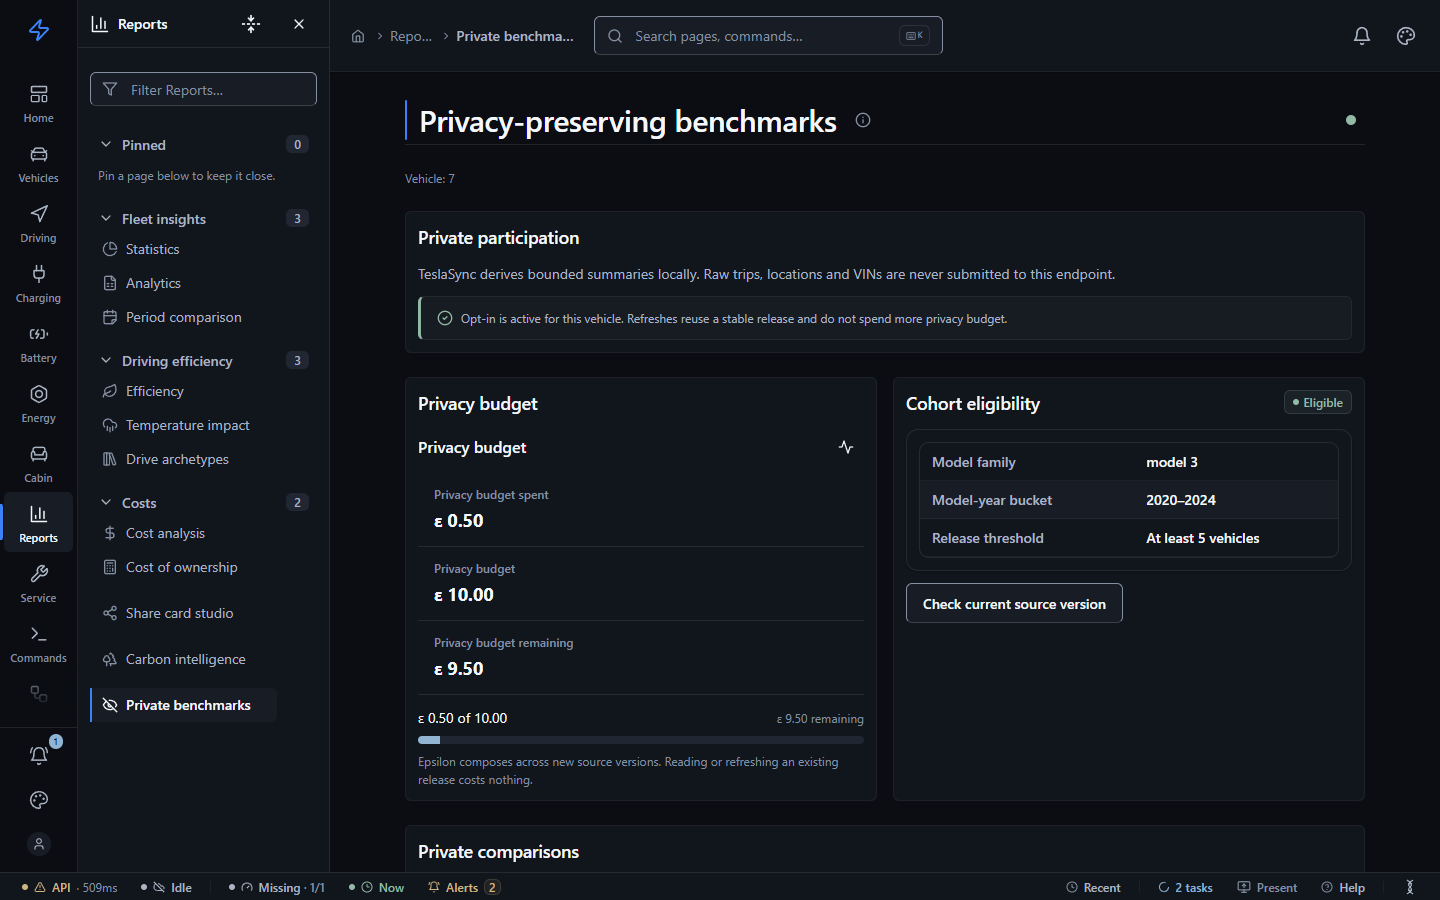 Reports
Repo...
Private benchma...
Search pages, commands...
K
Filter Reports...
Home
Vehicles
Driving
Charging
Battery
Energy
Cabin
Reports
Service
Commands
1
Pinned
0
Pin a page below to keep it close.
Fleet insights
3
Statistics
Analytics
Period comparison
Driving efficiency
3
Efficiency
Temperature impact
Drive archetypes
Costs
2
Cost analysis
Cost of ownership
Share card studio
Carbon intelligence
Private benchmarks
Privacy-preserving benchmarks
Vehicle: 7
Private participation
TeslaSync derives bounded summaries locally. Raw trips, locations and VINs are never submitted to this endpoint.
Opt-in is active for this vehicle. Refreshes reuse a stable release and do not spend more privacy budget.
Privacy budget
Privacy budget
Privacy budget spent
ε 0.50
Privacy budget
ε 10.00
Privacy budget remaining
ε 9.50
ε 0.50 of 10.00
ε 9.50 remaining
Epsilon composes across new source versions. Reading or refreshing an existing
release costs nothing.
Cohort eligibility
Eligible
Model family
model 3
Model-year bucket
2020–2024
Release threshold
At least 5 vehicles
Check current source version
Private comparisons
API · 509ms
Idle
Missing · 1/1
Now
Alerts 2
Recent
2 tasks
Present
Help